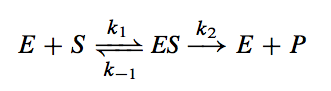 k₁ k₂
E + S ⇌ ES ⟶ E + P
k₋₁